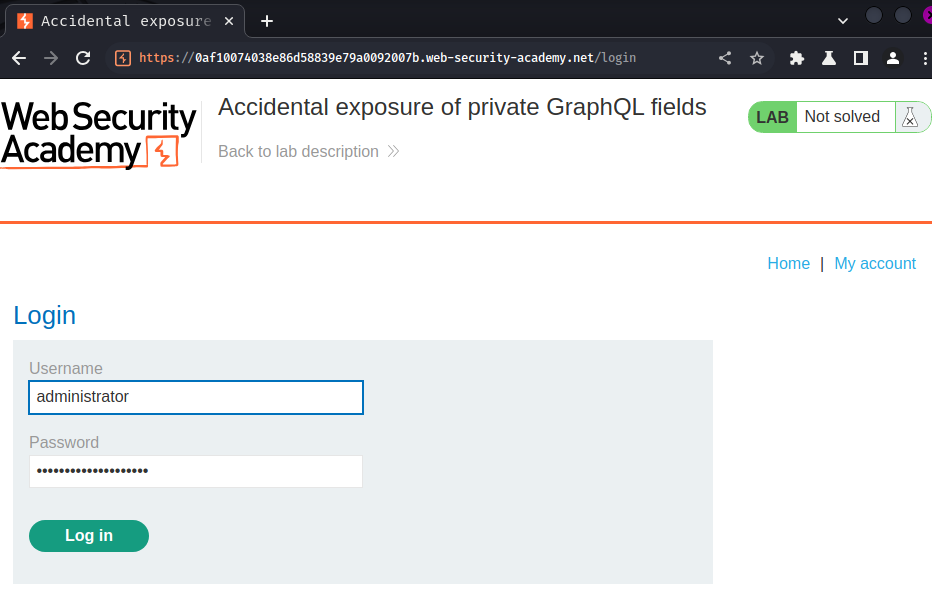 Accidental exposure
https://0af10074038e86d58839e79a0092007b.web-security-academy.net/login
Web Security
Academy
Accidental exposure of private GraphQL fields
Back to lab description
LAB Not solved
Home | My account
Login
Username
administrator
Password
••••••••••••••••••••
Log in